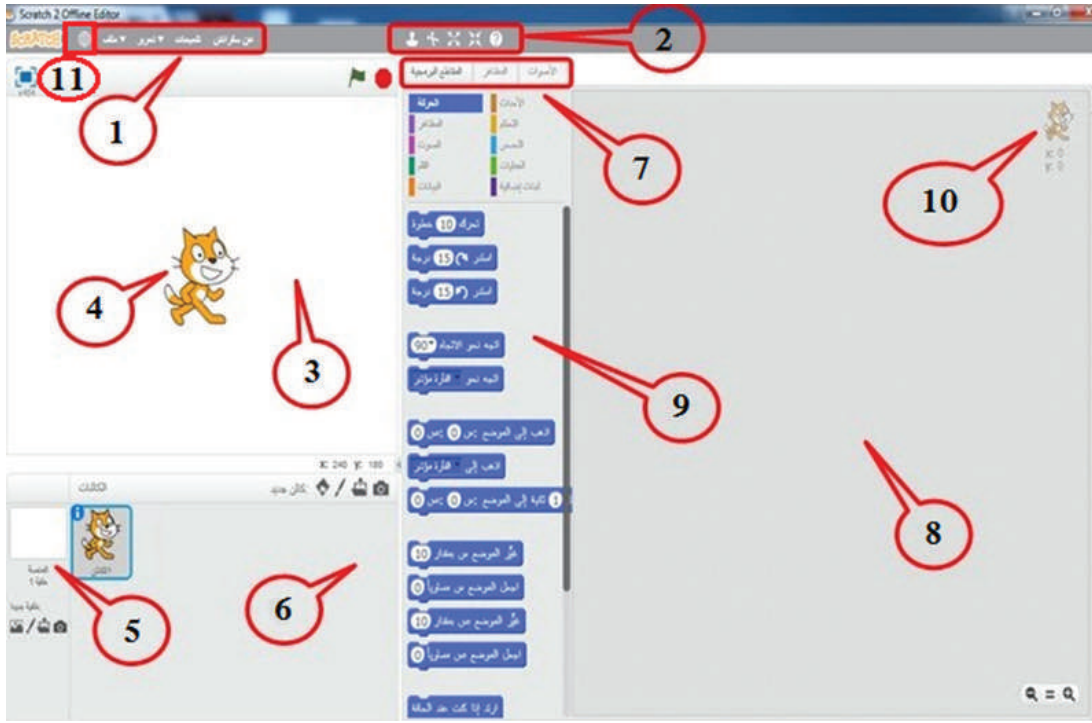 Scratch 2 Offline Editor
SCRATCH
ملف ▼ تحرير ▼ تلميحات عن سكراتش
11
1
2
v454
المقاطع البرمجية المظاهر الأصوات
الحركة الأحداث
المظاهر التحكم
الصوت التحسس
القلم العمليات
البيانات لبنات إضافية
7
10
x: 0
y: 0
تحرك 10 خطوة
استدر 15 درجة
استدر 15 درجة
4
3
اتجه نحو الاتجاه 90▼
اتجه نحو مؤشر الفأرة ▼
9
اذهب إلى الموضع س: 0 ص: 0
اذهب إلى مؤشر الفأرة ▼
1 ثانية إلى الموضع س: 0 ص: 0
x: 240 y: 180
الكائنات
كائن جديد:
الكائن1
المنصة
خلفية 1
خلفية جديدة
5
6
8
غيّر الموضع س بمقدار 10
اجعل الموضع س مساوياً 0
غيّر الموضع ص بمقدار 10
اجعل الموضع ص مساوياً 0
ارتد إذا كنت عند الحافة